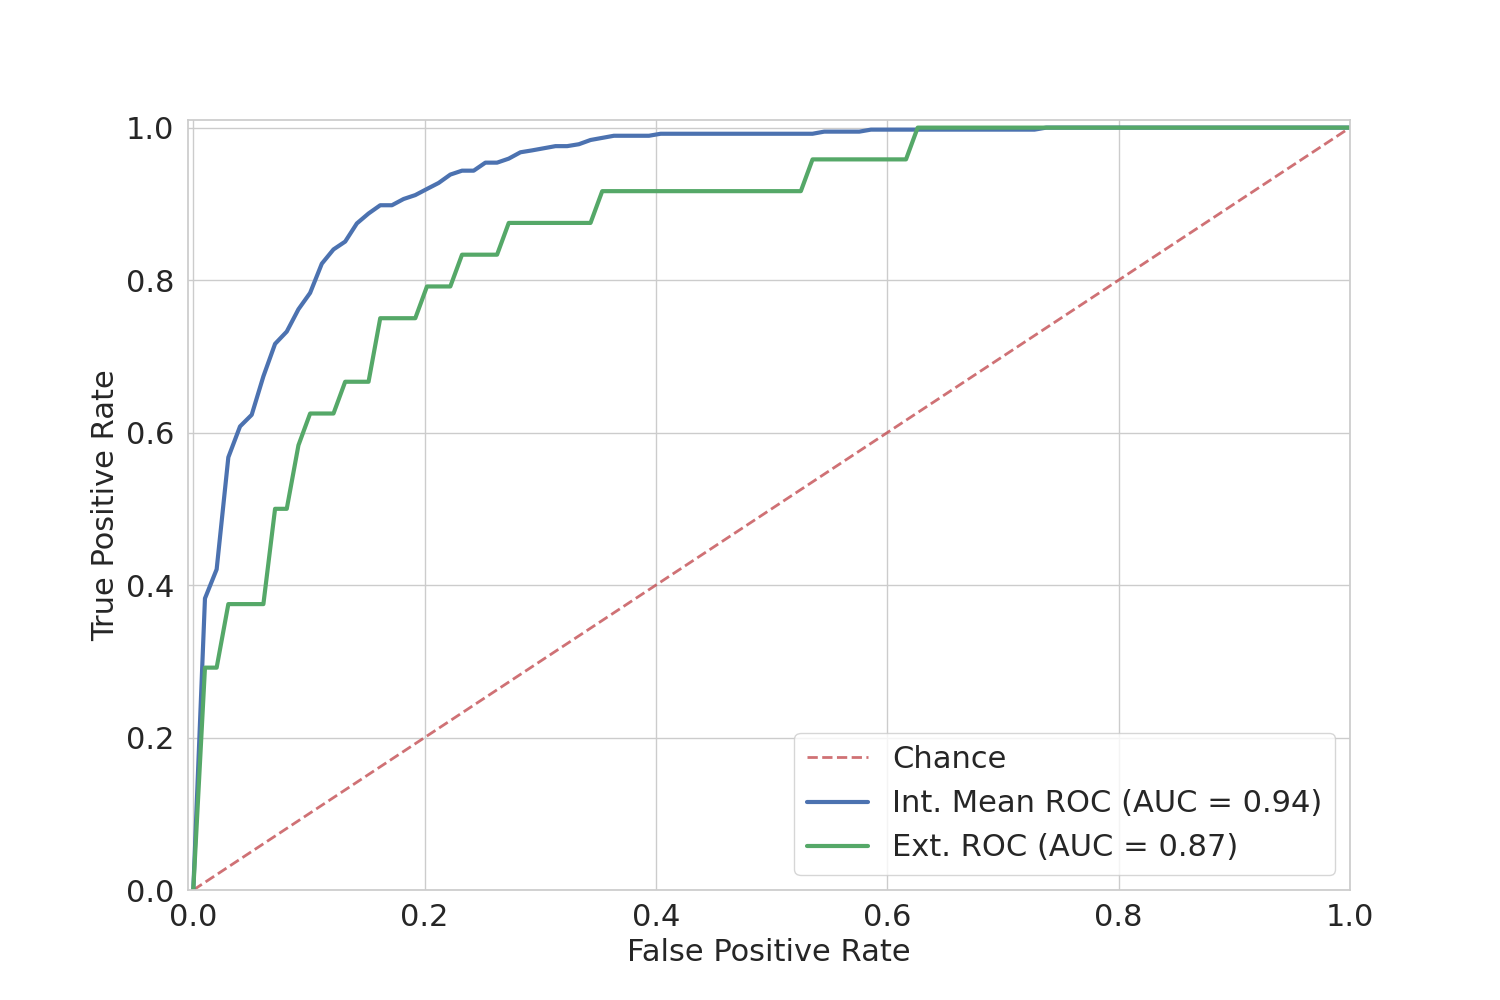 1.0
0.8
0.6
0.4
0.2
0.0
True Positive Rate
0.0 0.2 0.4 0.6 0.8 1.0
False Positive Rate
Chance
Int. Mean ROC (AUC = 0.94)
Ext. ROC (AUC = 0.87)